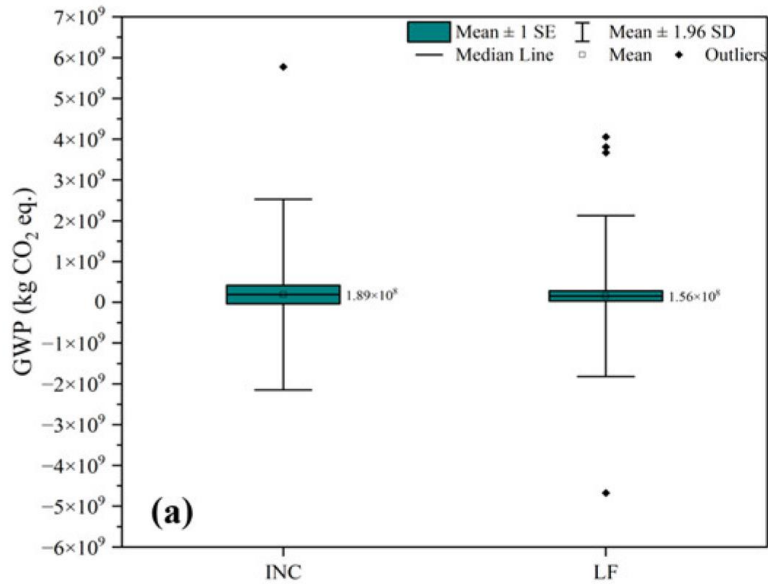 Mean ± 1 SE
Mean ± 1.96 SD
Median Line
Mean
Outliers
GWP (kg CO₂ eq.)
7×10⁹
6×10⁹
5×10⁹
4×10⁹
3×10⁹
2×10⁹
1×10⁹
0
−1×10⁹
−2×10⁹
−3×10⁹
−4×10⁹
−5×10⁹
−6×10⁹
1.89×10⁸
1.56×10⁸
(a)
INC
LF